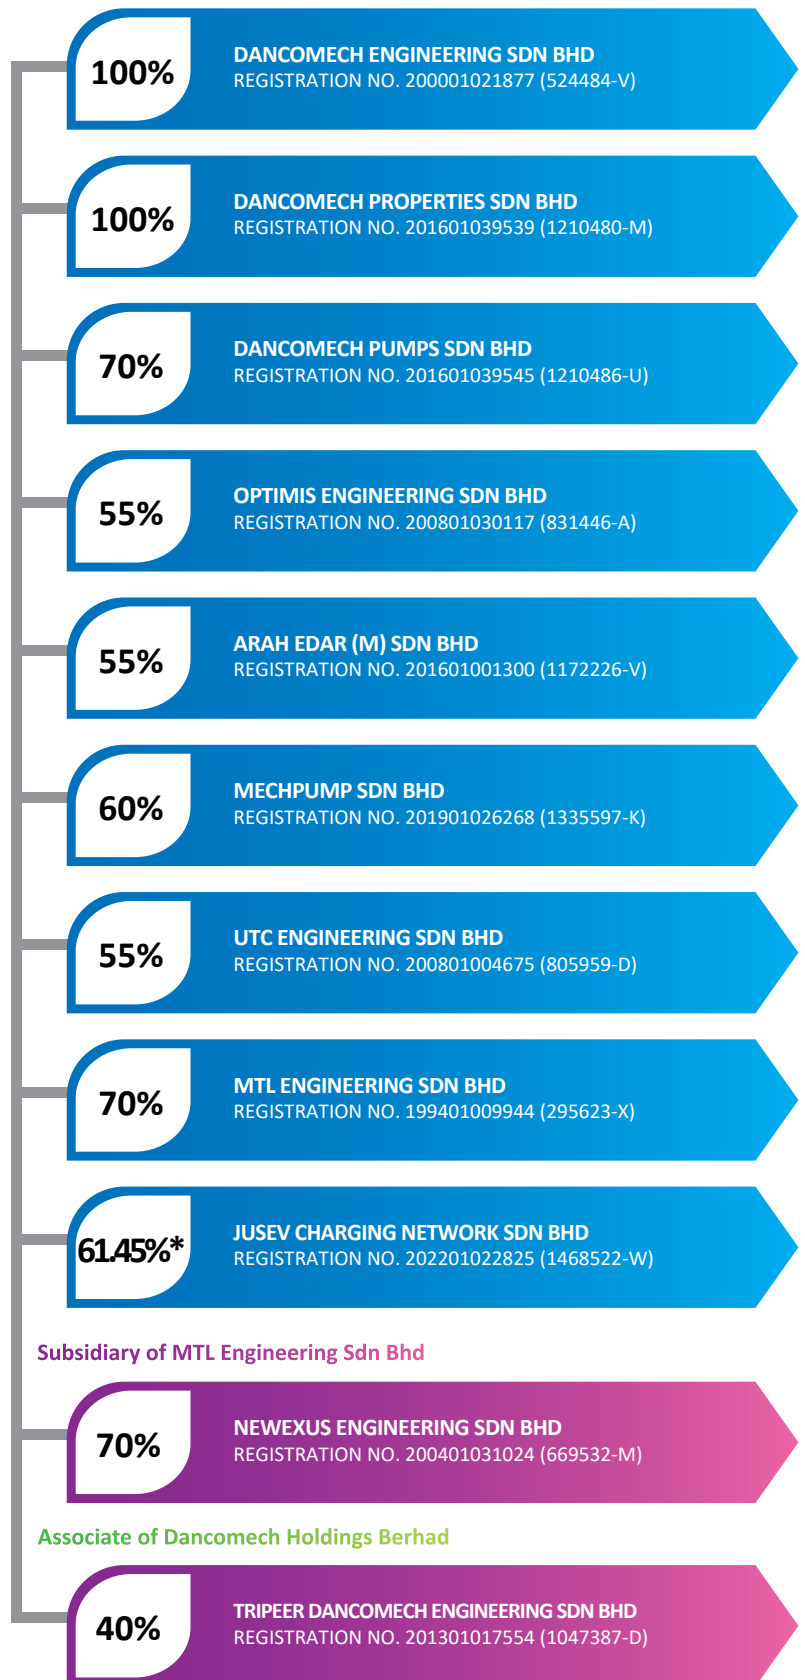 100%
DANCOMECH ENGINEERING SDN BHD
REGISTRATION NO. 200001021877 (524484-V)
100%
DANCOMECH PROPERTIES SDN BHD
REGISTRATION NO. 201601039539 (1210480-M)
70%
DANCOMECH PUMPS SDN BHD
REGISTRATION NO. 201601039545 (1210486-U)
55%
OPTIMIS ENGINEERING SDN BHD
REGISTRATION NO. 200801030117 (831446-A)
55%
ARAH EDAR (M) SDN BHD
REGISTRATION NO. 201601001300 (1172226-V)
60%
MECHPUMP SDN BHD
REGISTRATION NO. 201901026268 (1335597-K)
55%
UTC ENGINEERING SDN BHD
REGISTRATION NO. 200801004675 (805959-D)
70%
MTL ENGINEERING SDN BHD
REGISTRATION NO. 199401009944 (295623-X)
61.45%*
JUSEV CHARGING NETWORK SDN BHD
REGISTRATION NO. 202201022825 (1468522-W)
Subsidiary of MTL Engineering Sdn Bhd
70%
NEWEXUS ENGINEERING SDN BHD
REGISTRATION NO. 200401031024 (669532-M)
Associate of Dancomech Holdings Berhad
40%
TRIPEER DANCOMECH ENGINEERING SDN BHD
REGISTRATION NO. 201301017554 (1047387-D)